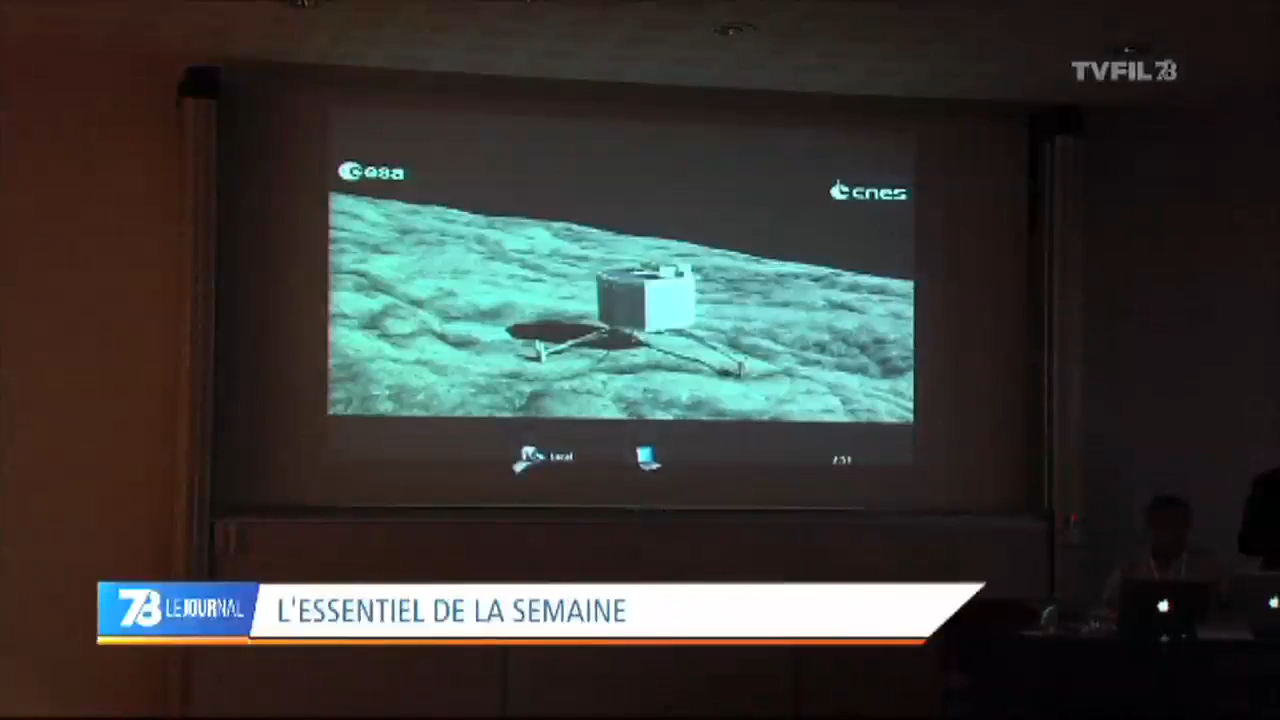 TVFIL78
esa
cnes
Local
78 LE JOURNAL
L'ESSENTIEL DE LA SEMAINE